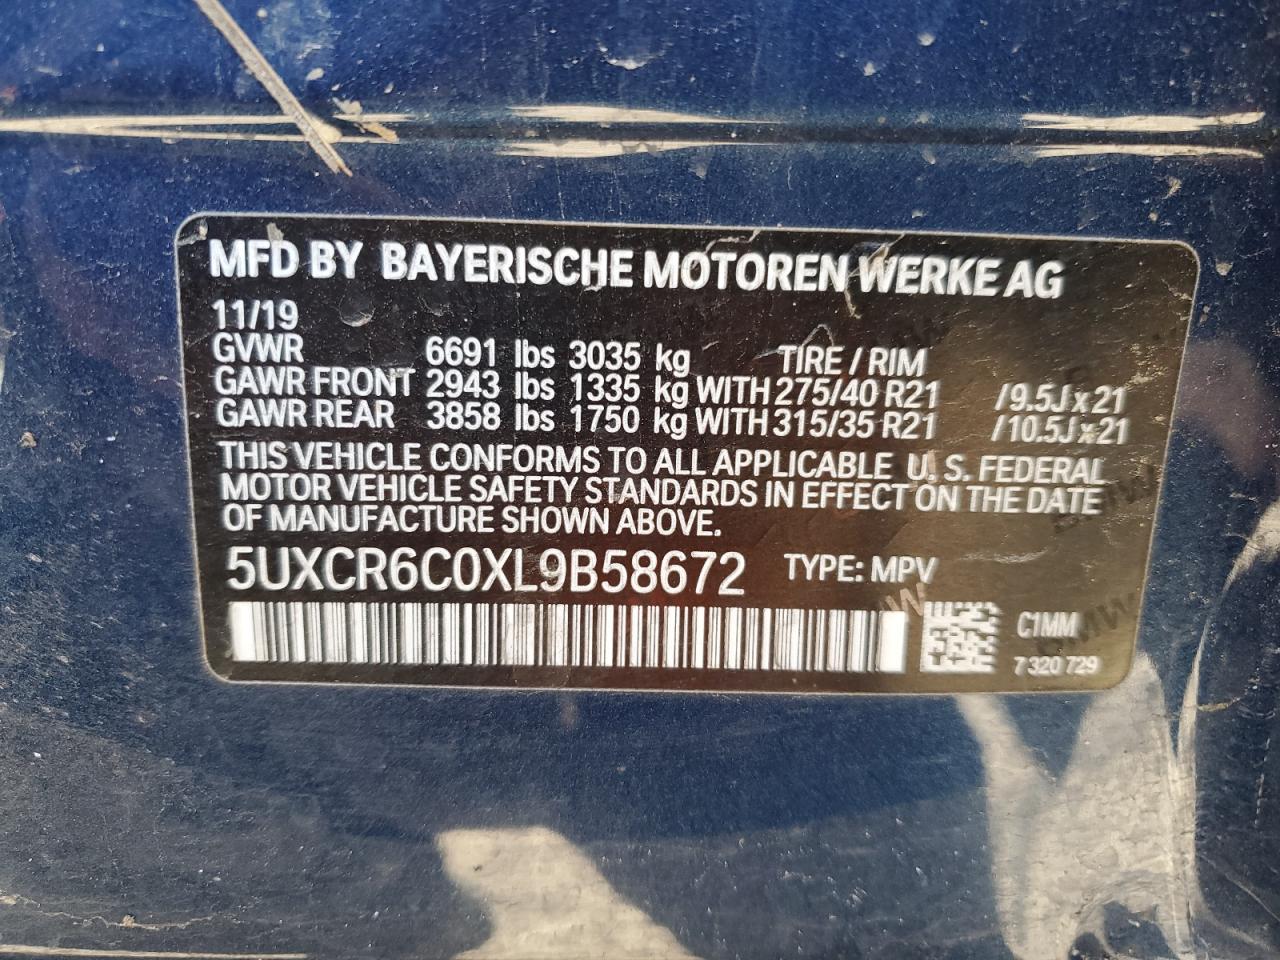 MFD BY BAYERISCHE MOTOREN WERKE AG
11/19
GVWR 6691 lbs 3035 kg TIRE / RIM
GAWR FRONT 2943 lbs 1335 kg WITH 275/40 R21 /9.5J x 21
GAWR REAR 3858 lbs 1750 kg WITH 315/35 R21 /10.5J x 21
THIS VEHICLE CONFORMS TO ALL APPLICABLE U. S. FEDERAL
MOTOR VEHICLE SAFETY STANDARDS IN EFFECT ON THE DATE
OF MANUFACTURE SHOWN ABOVE.
5UXCR6C0XL9B58672 TYPE: MPV
C1MM
7 320 729